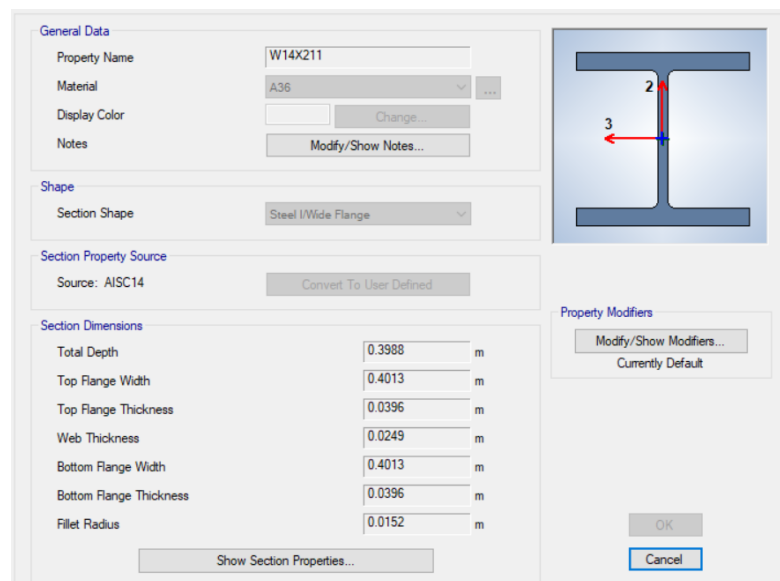 General Data
Property Name W14X211
Material A36 ...
Display Color Change...
Notes Modify/Show Notes...
2
3
Shape
Section Shape Steel I/Wide Flange
Section Property Source
Source: AISC14 Convert To User Defined
Section Dimensions
Total Depth 0.3988 m
Top Flange Width 0.4013 m
Top Flange Thickness 0.0396 m
Web Thickness 0.0249 m
Bottom Flange Width 0.4013 m
Bottom Flange Thickness 0.0396 m
Fillet Radius 0.0152 m
Show Section Properties...
Property Modifiers
Modify/Show Modifiers...
Currently Default
OK
Cancel